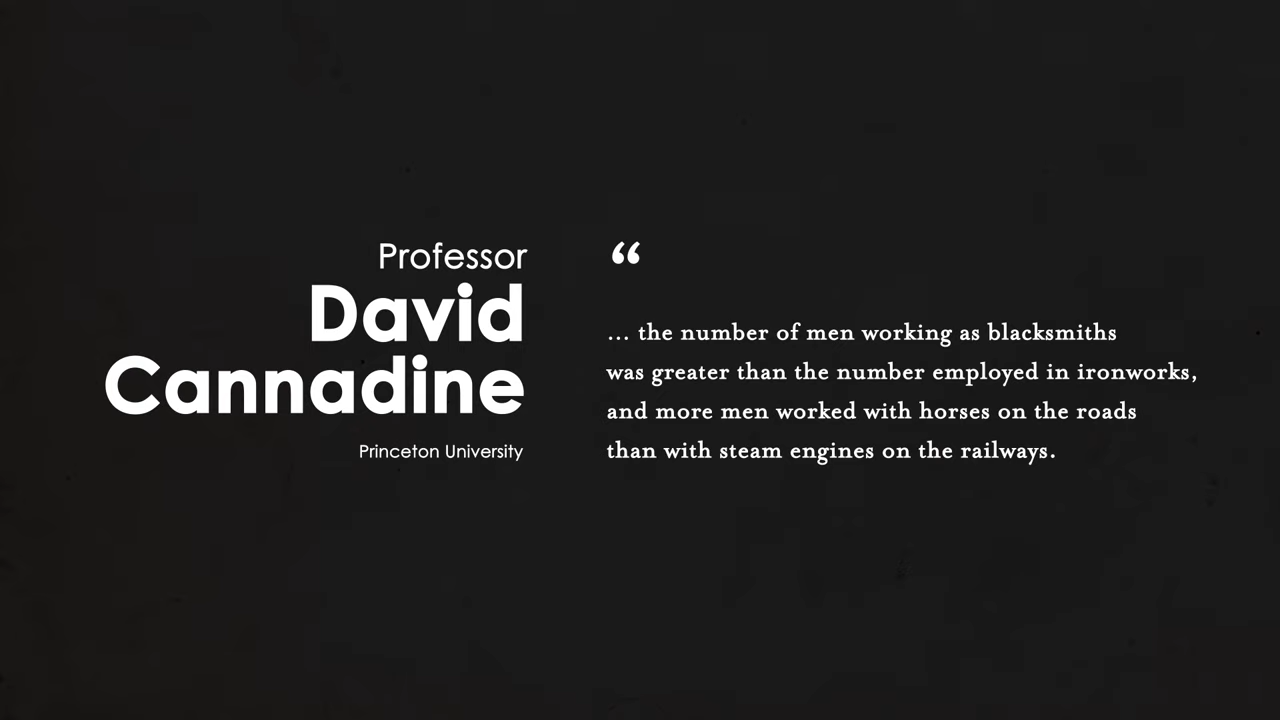 Professor
David
Cannadine
Princeton University
“
... the number of men working as blacksmiths
was greater than the number employed in ironworks,
and more men worked with horses on the roads
than with steam engines on the railways.